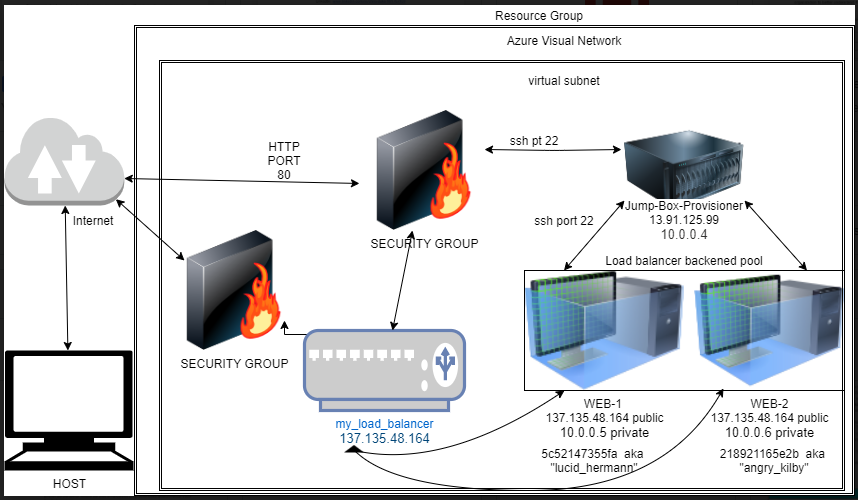 Resource Group
Azure Visual Network
virtual subnet
HTTP
PORT
80
ssh pt 22
Internet
Jump-Box-Provisioner
13.91.125.99
10.0.0.4
ssh port 22
SECURITY GROUP
Load balancer backened pool
SECURITY GROUP
my_load_balancer
137.135.48.164
WEB-1
137.135.48.164 public
10.0.0.5 private
5c52147355fa aka
"lucid_hermann"
WEB-2
137.135.48.164 public
10.0.0.6 private
218921165e2b aka
"angry_kilby"
HOST